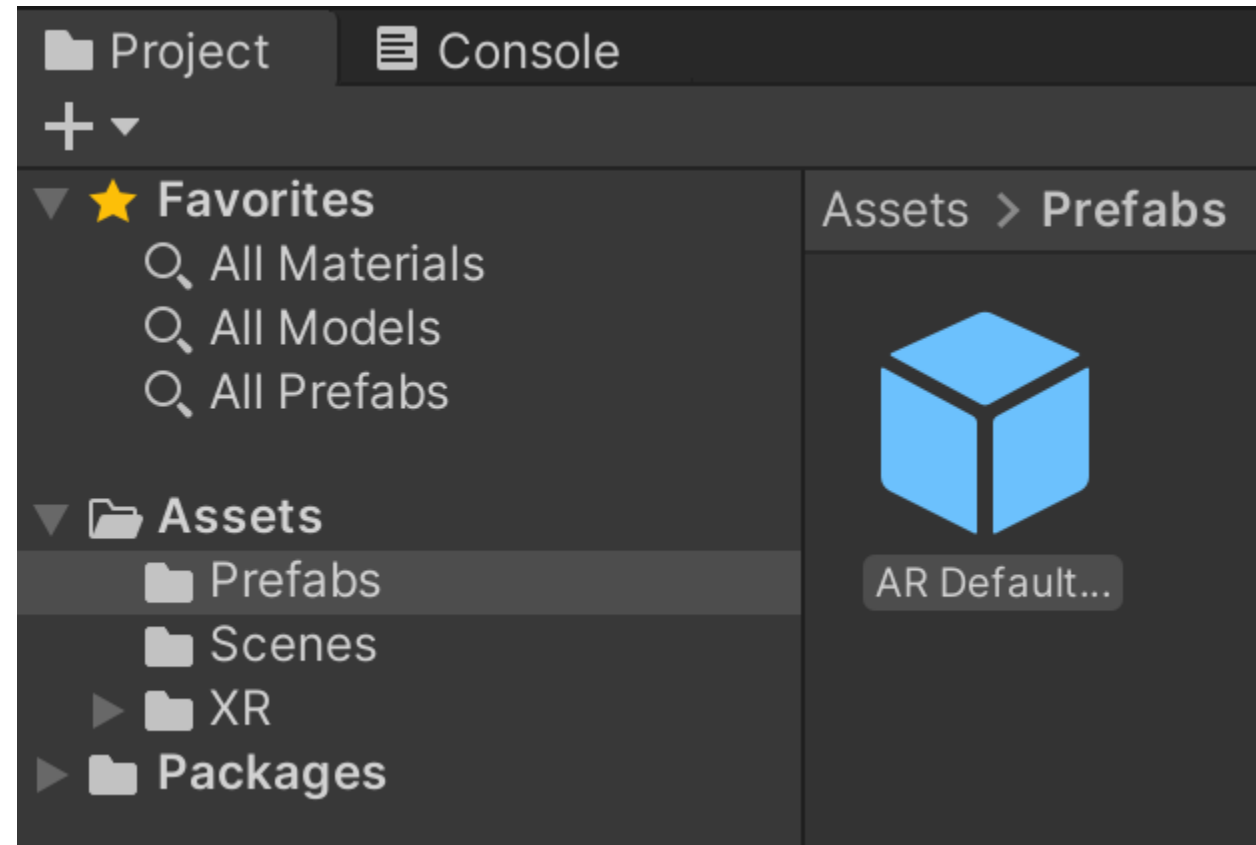 Project
Console
Favorites
All Materials
All Models
All Prefabs
Assets
Prefabs
Scenes
XR
Packages
Assets > Prefabs
AR Default...